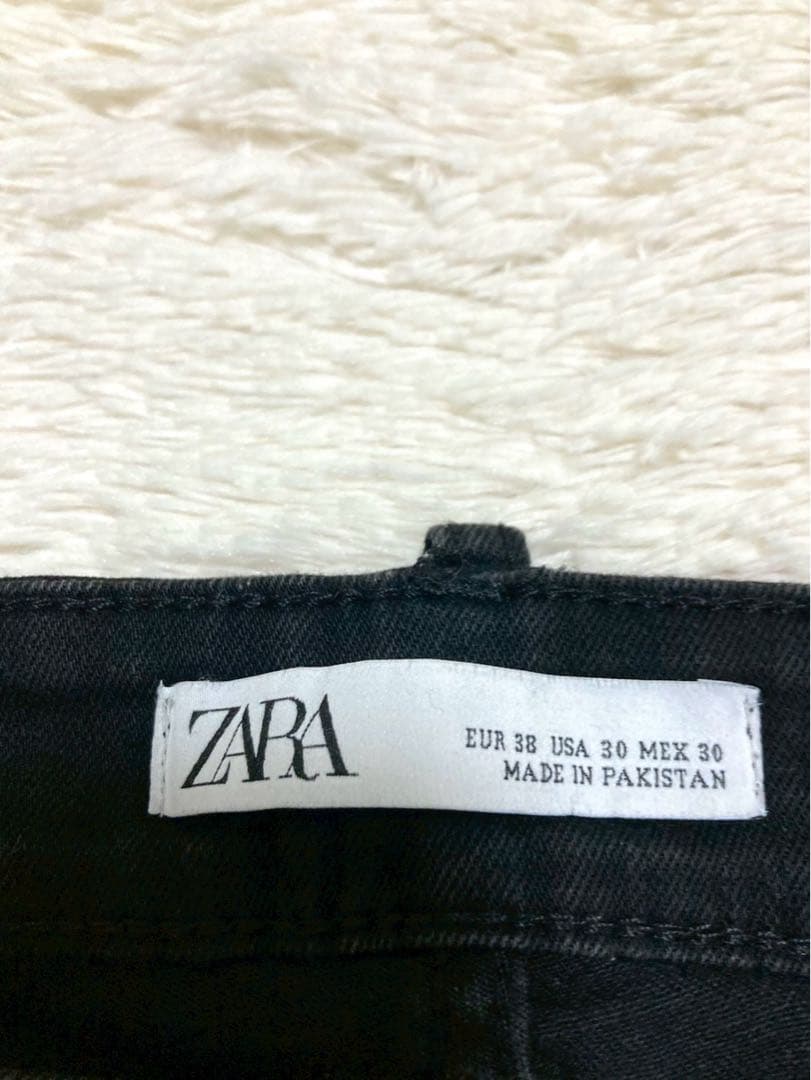 ZARA
EUR 38 USA 30 MEX 30
MADE IN PAKISTAN